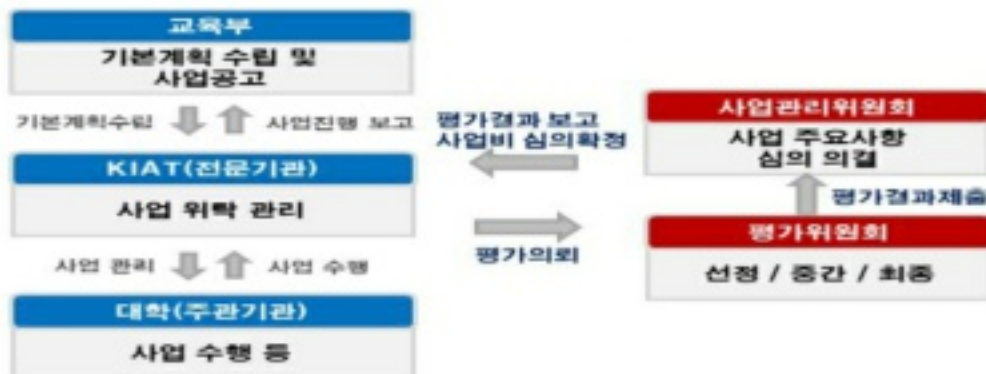 교육부
기본계획 수립 및
사업공고
기본계획수립
사업진행 보고
평가결과 보고
사업비 심의확정
사업관리위원회
사업 주요사항
심의 의결
KIAT(전문기관)
사업 위탁 관리
평가결과제출
평가의뢰
평가위원회
선정 / 중간 / 최종
사업 관리
사업 수행
대학(주관기관)
사업 수행 등